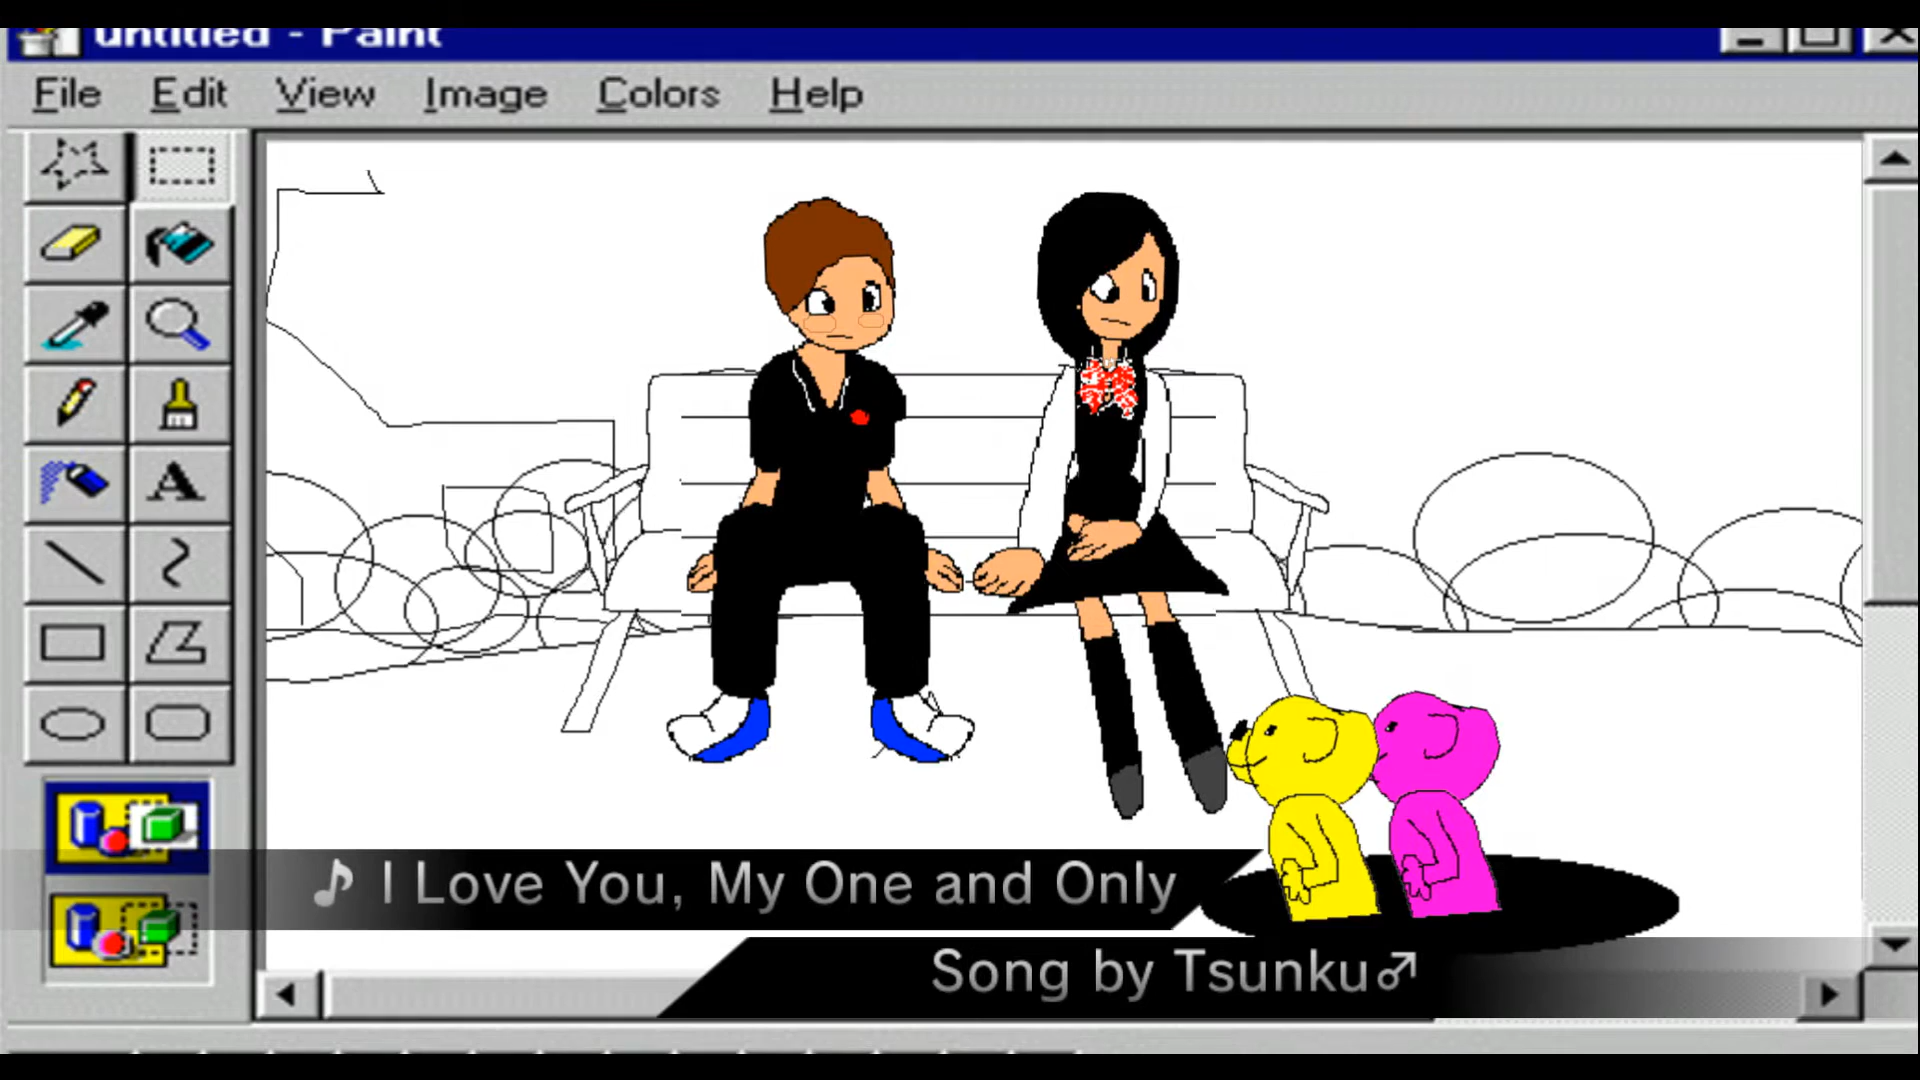 untitled - Paint
File Edit View Image Colors Help
A
♪ I Love You, My One and Only
Song by Tsunku♂